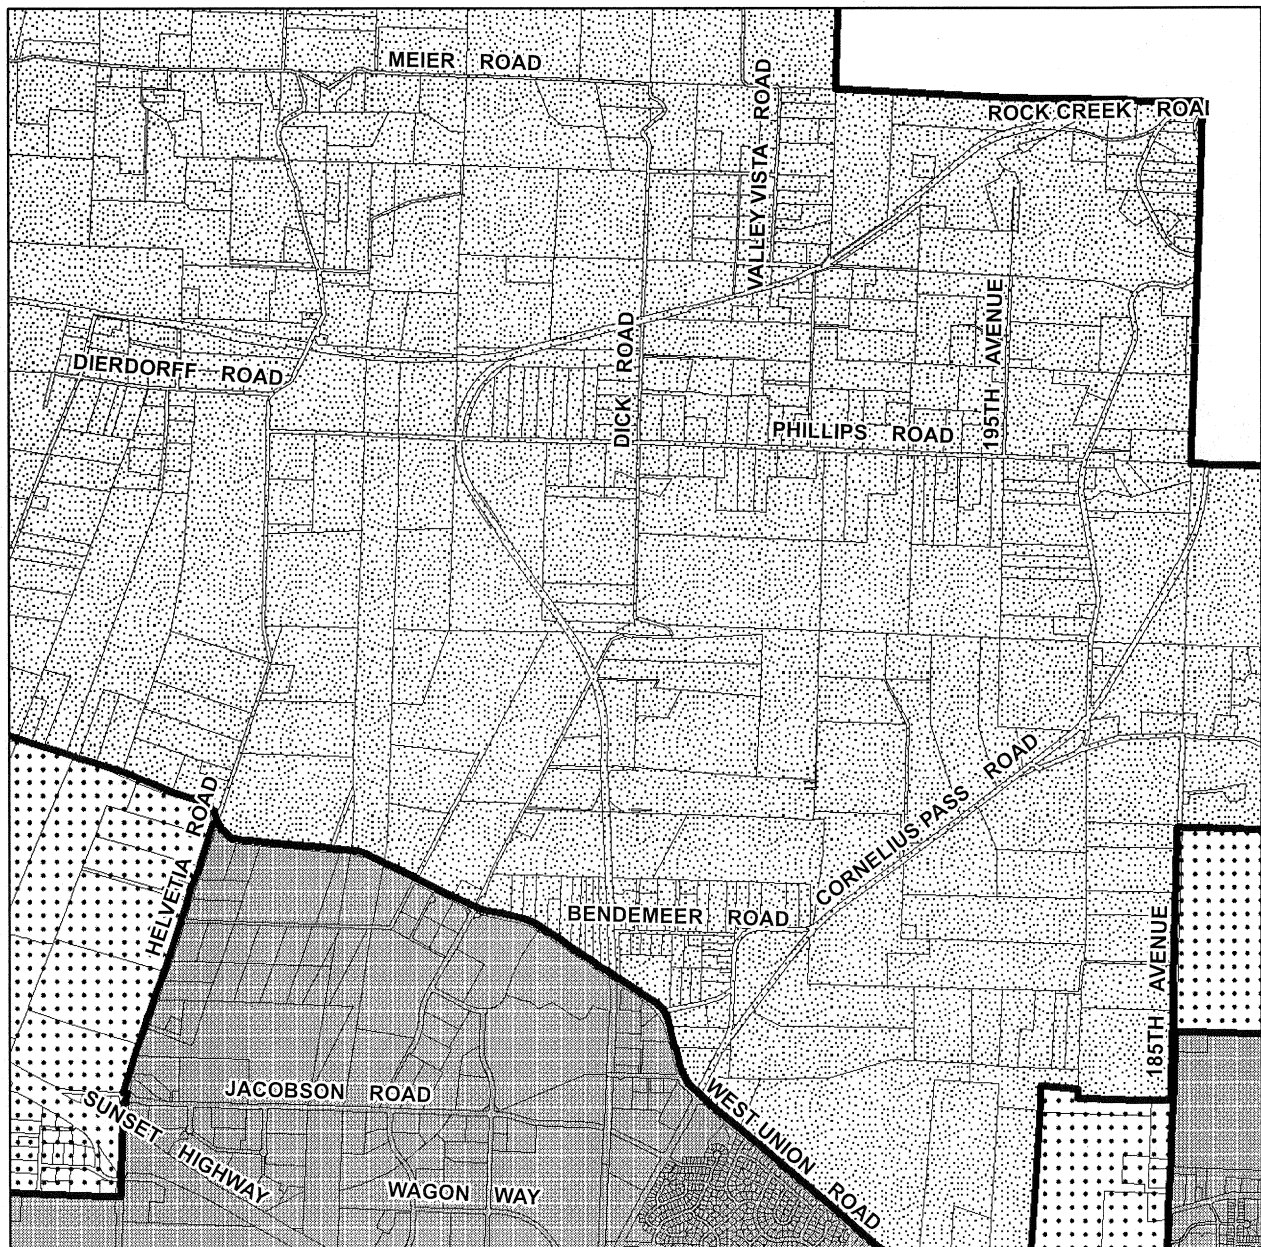 MEIER ROAD
ROCK CREEK ROAD
VALLEY VISTA ROAD
195TH AVENUE
DICK ROAD
DIERDORFF ROAD
PHILLIPS ROAD
CORNELIUS PASS ROAD
HELVETIA ROAD
BENDEMEER ROAD
185TH AVENUE
JACOBSON ROAD
SUNSET HIGHWAY
WEST UNION ROAD
WAGON WAY